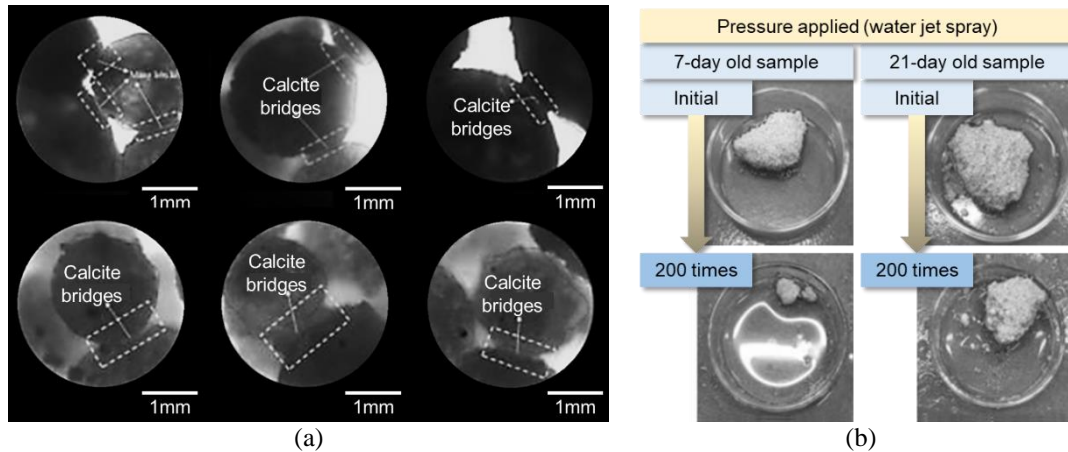 Calcite
bridges
Calcite
bridges
1mm
1mm
1mm
Calcite
bridges
Calcite
bridges
Calcite
bridges
1mm
1mm
1mm
(a)
Pressure applied (water jet spray)
7-day old sample
21-day old sample
Initial
Initial
200 times
200 times
(b)